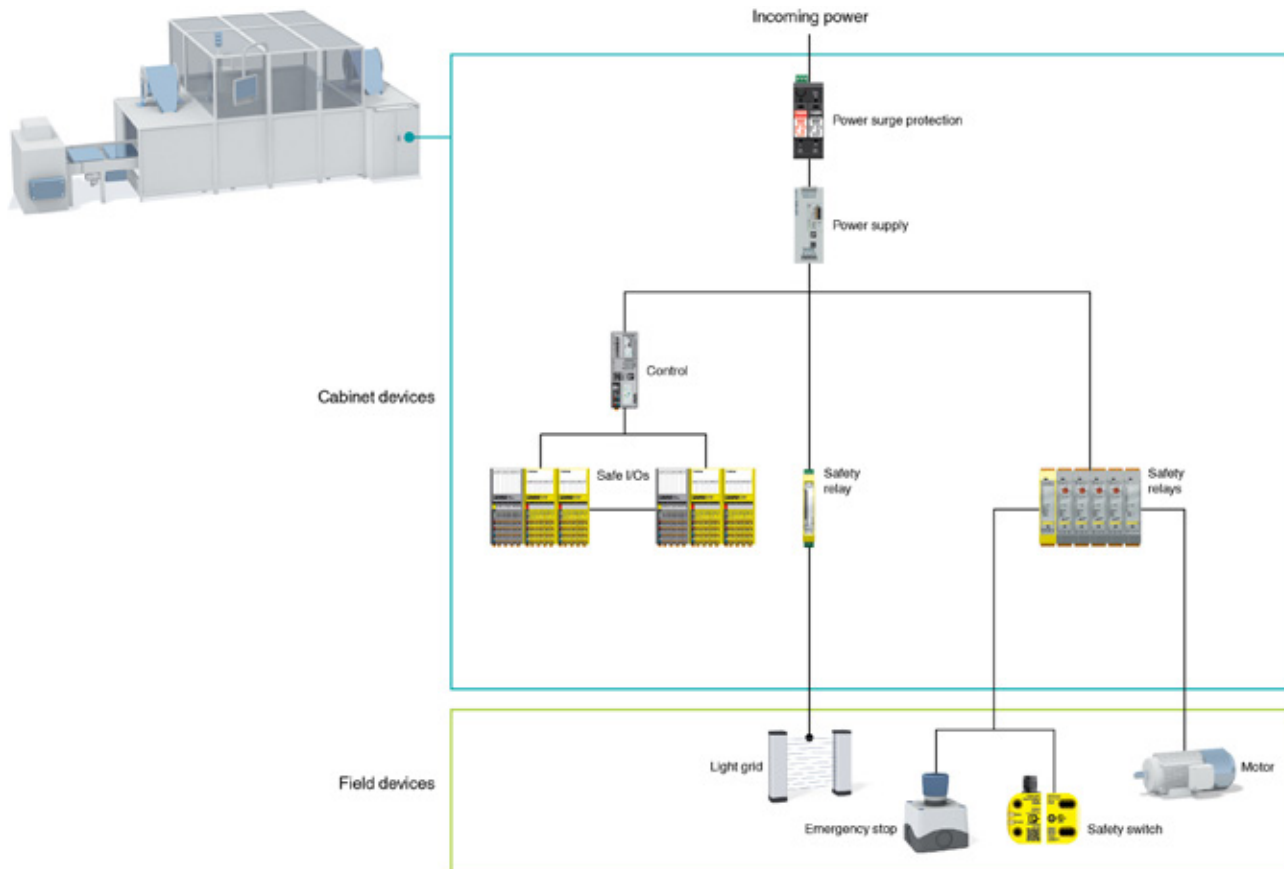 Incoming power
Power surge protection
Power supply
Control
Cabinet devices
Safe I/Os
Safety
relay
Safety
relays
Light grid
Motor
Field devices
Emergency stop
Safety switch